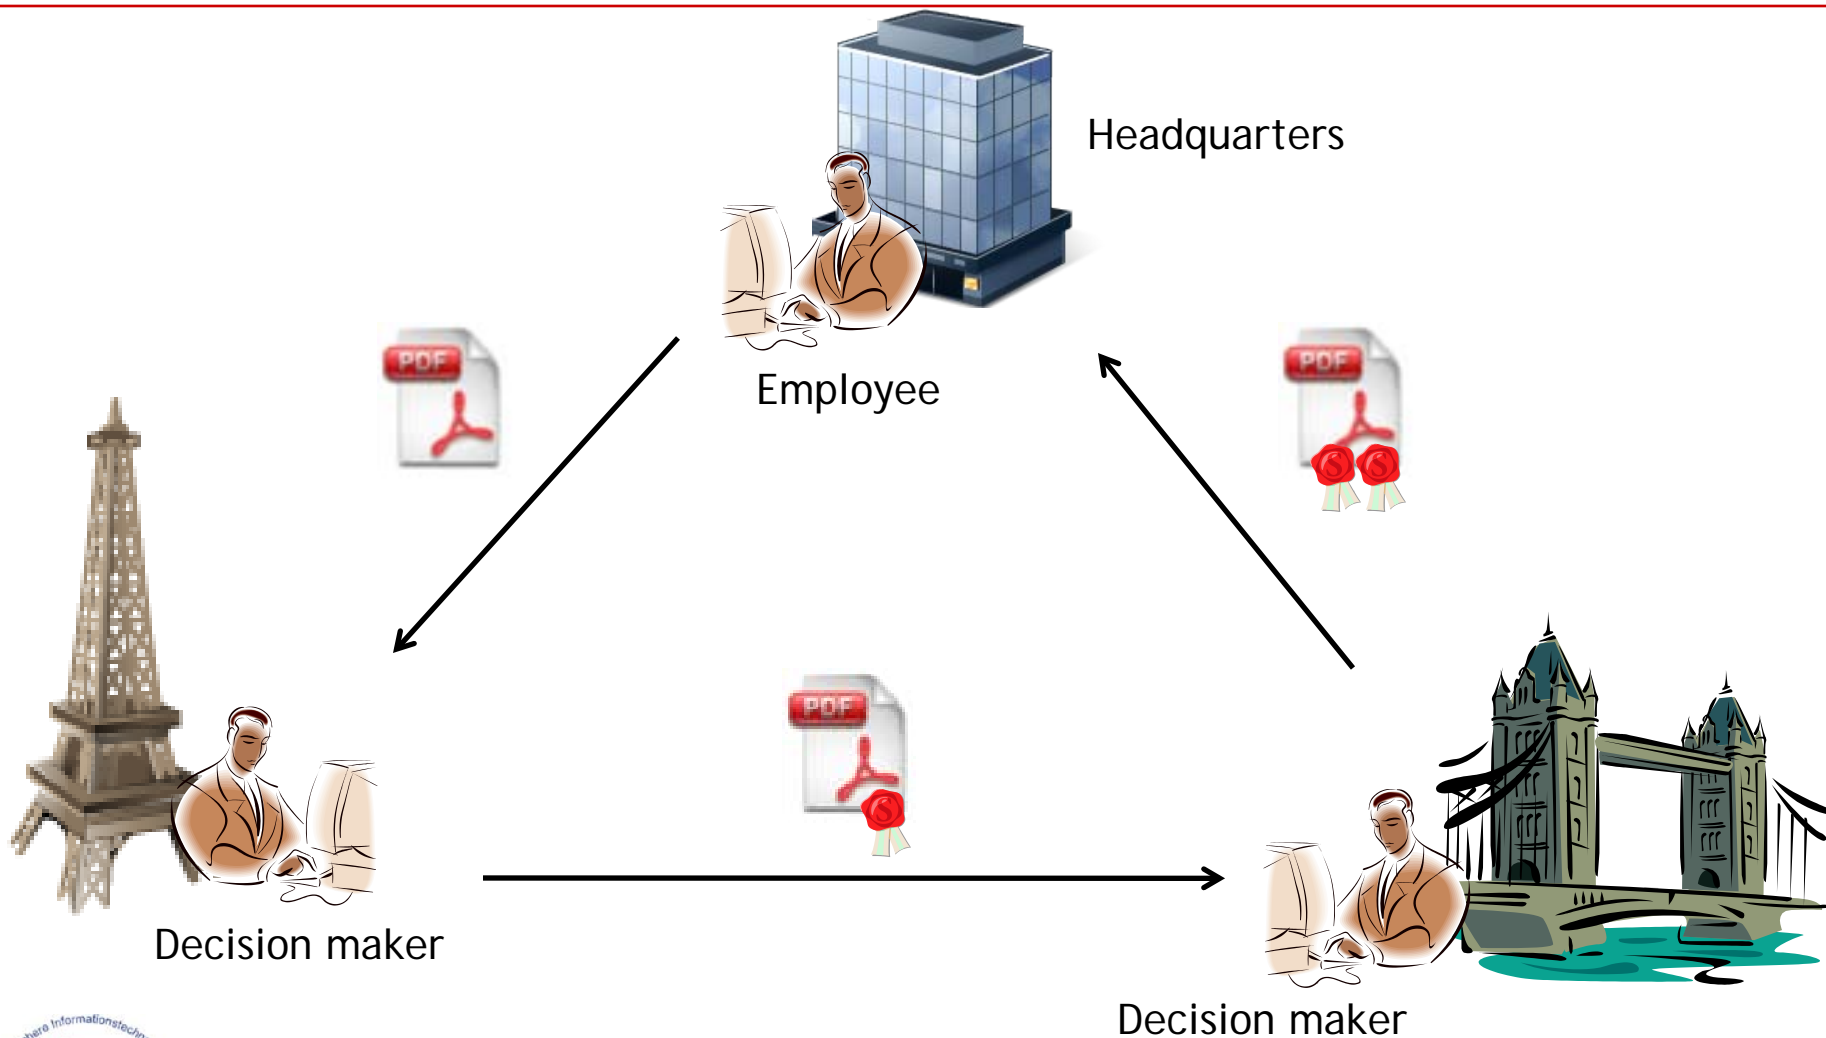 Headquarters
PDF
PDF
Employee
PDF
Decision maker
Decision maker